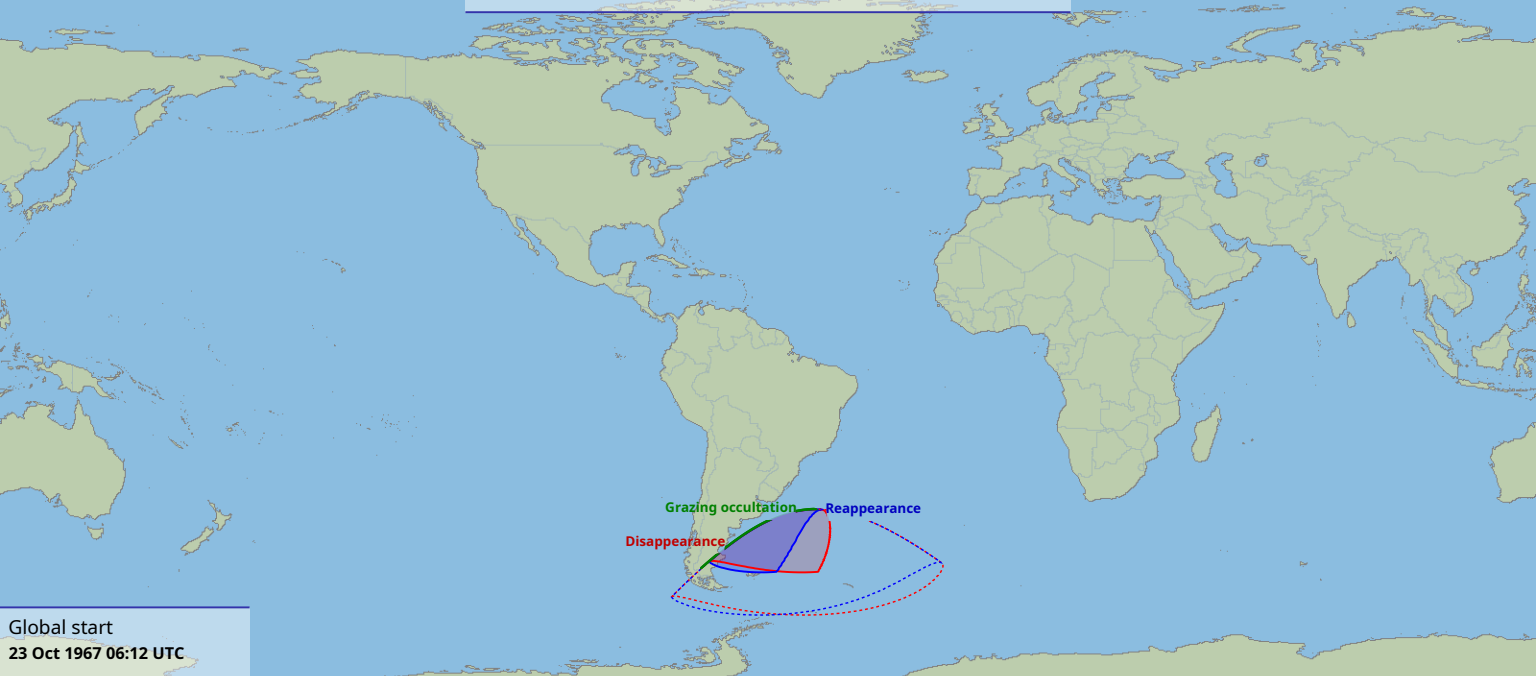 Grazing occultation
Reappearance
Disappearance
Global start
23 Oct 1967 06:12 UTC